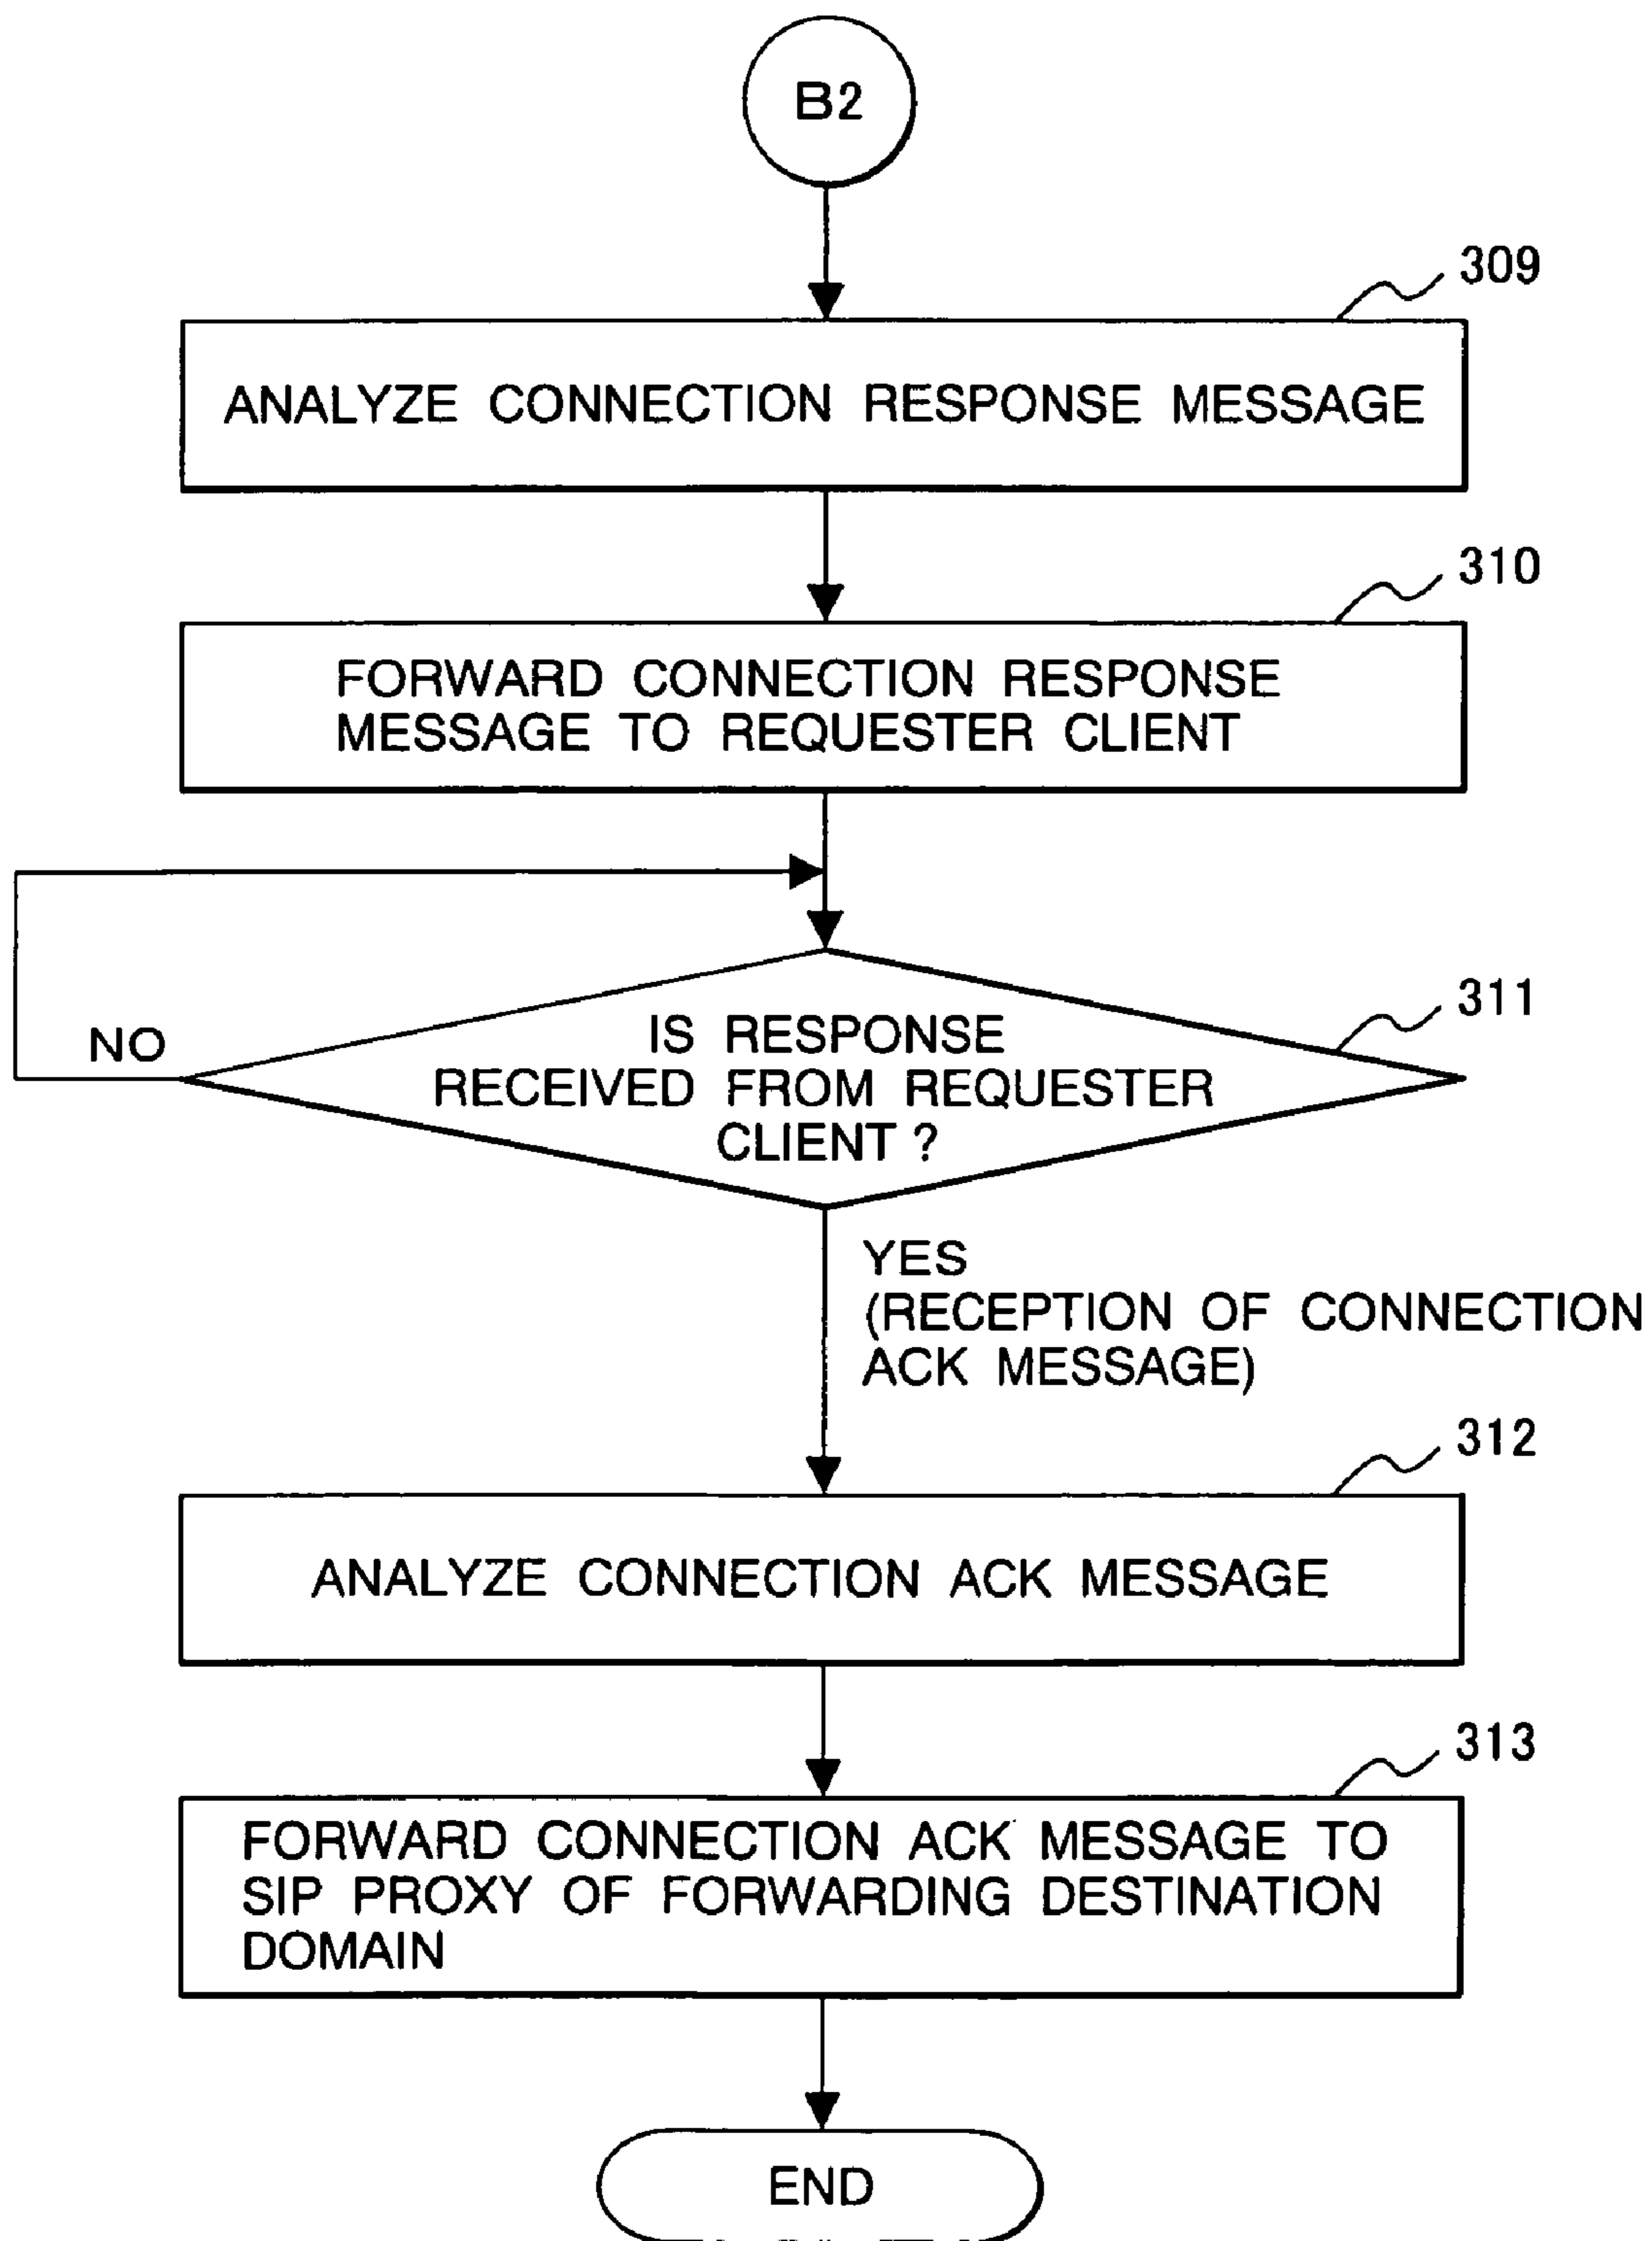 B2
309
ANALYZE CONNECTION RESPONSE MESSAGE
310
FORWARD CONNECTION RESPONSE
MESSAGE TO REQUESTER CLIENT
311
NO
IS RESPONSE
RECEIVED FROM REQUESTER
CLIENT ?
YES
(RECEPTION OF CONNECTION
ACK MESSAGE)
312
ANALYZE CONNECTION ACK MESSAGE
313
FORWARD CONNECTION ACK MESSAGE TO
SIP PROXY OF FORWARDING DESTINATION
DOMAIN
END